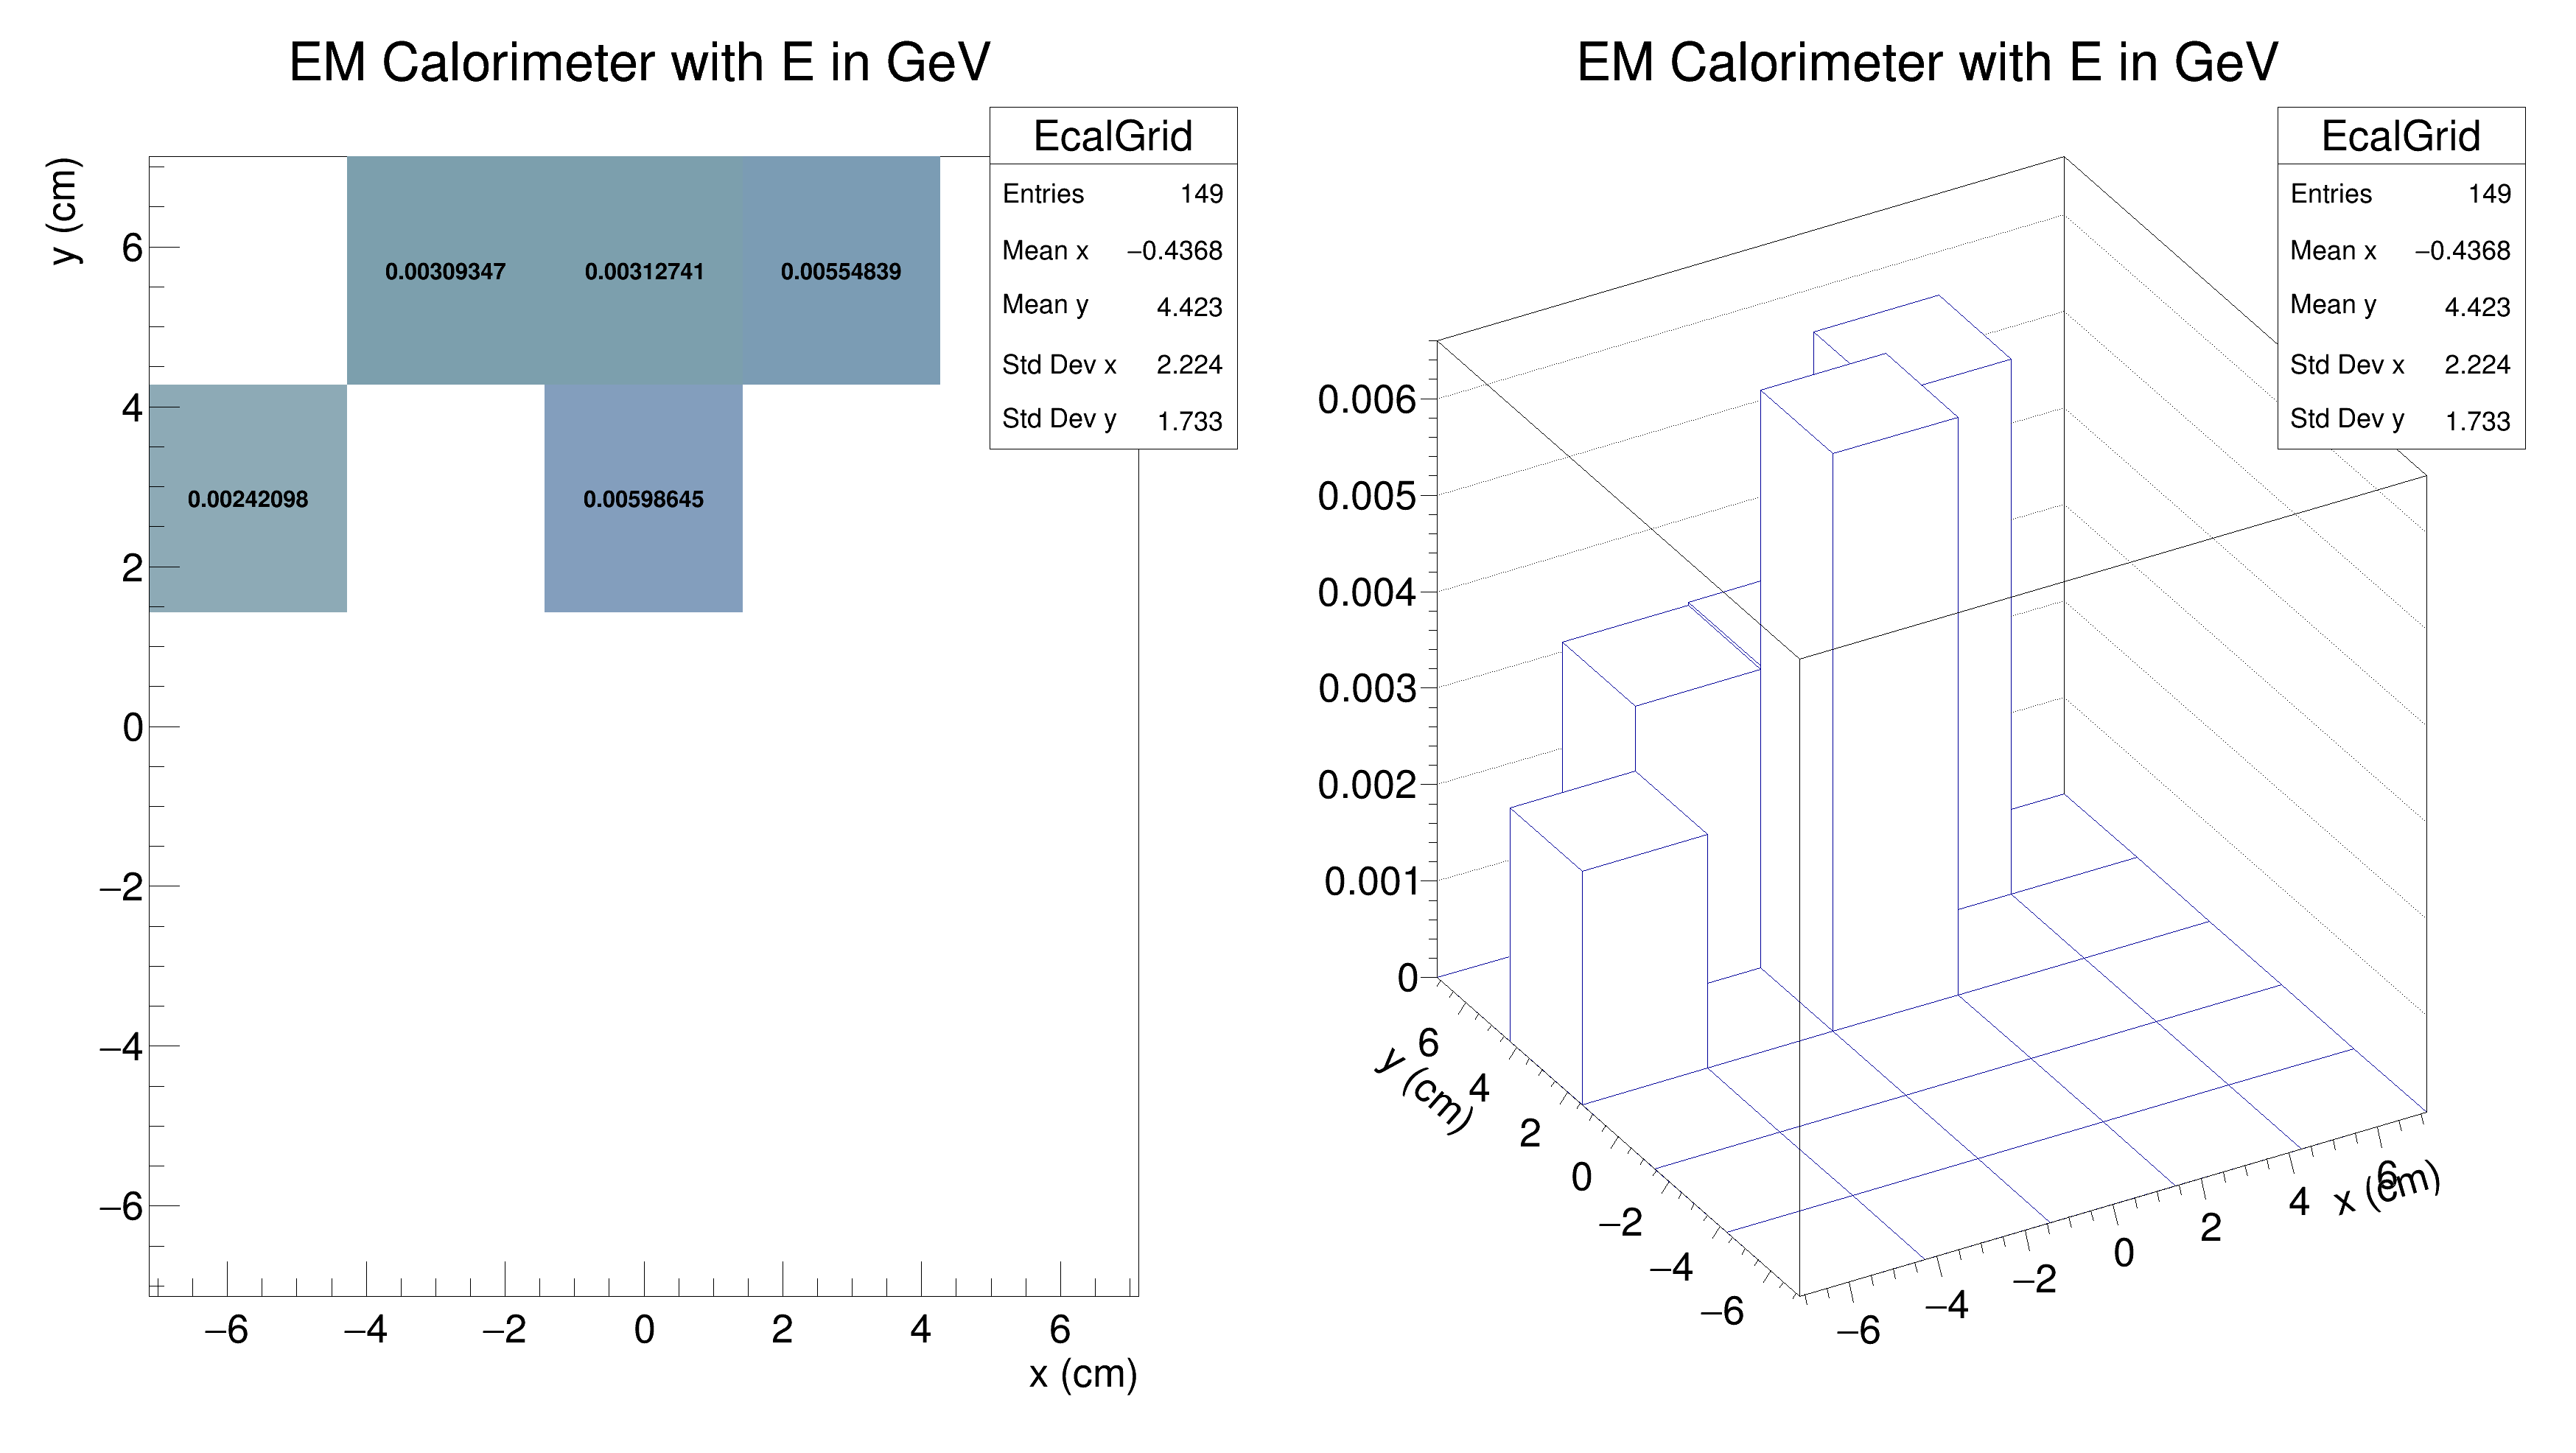 EM Calorimeter with E in GeV
EcalGrid
Entries 149
Mean x −0.4368
Mean y 4.423
Std Dev x 2.224
Std Dev y 1.733
y (cm)
6
4
2
0
−2
−4
−6
0.00309347 0.00312741 0.00554839
0.00242098 0.00598645
−6 −4 −2 0 2 4 6
x (cm)
EM Calorimeter with E in GeV
EcalGrid
Entries 149
Mean x −0.4368
Mean y 4.423
Std Dev x 2.224
Std Dev y 1.733
0.006
0.005
0.004
0.003
0.002
0.001
0
y (cm)
6
4
2
0
−2
−4
−6
−6 −4 −2 0 2 4 6
x (cm)